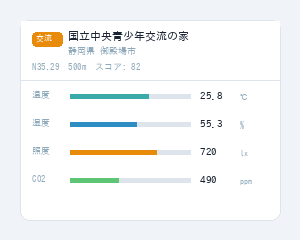 交流 国立中央青少年交流の家
静岡県 御殿場市
N35.29 500m スコア: 82
温度 25.8 ℃
湿度 55.3 %
照度 720 lx
CO2 490 ppm